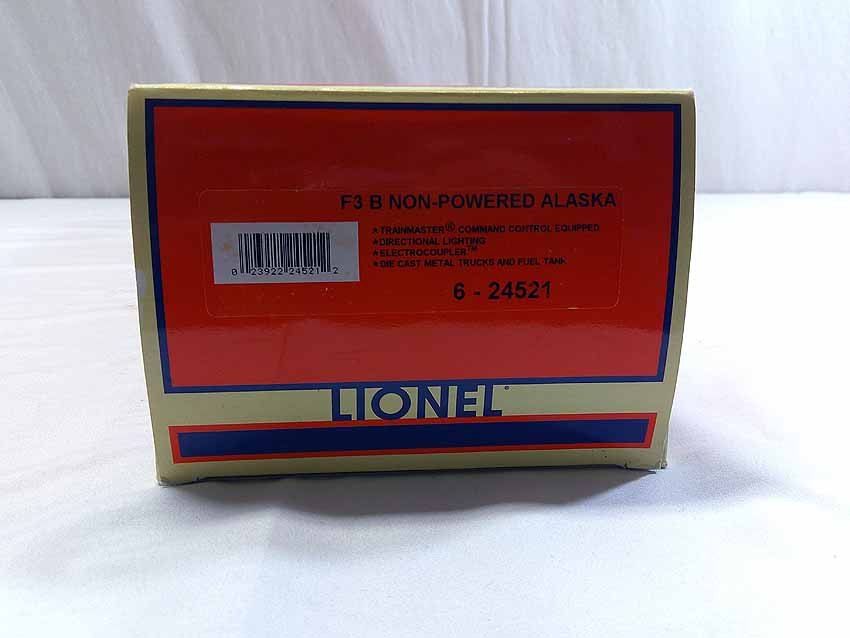 F3 B NON-POWERED ALASKA
★TRAINMASTER® COMMAND CONTROL EQUIPPED
★DIRECTIONAL LIGHTING
★ELECTROCOUPLER™
★DIE CAST METAL TRUCKS AND FUEL TANK
0 23922 24521 2
6 - 24521
LIONEL